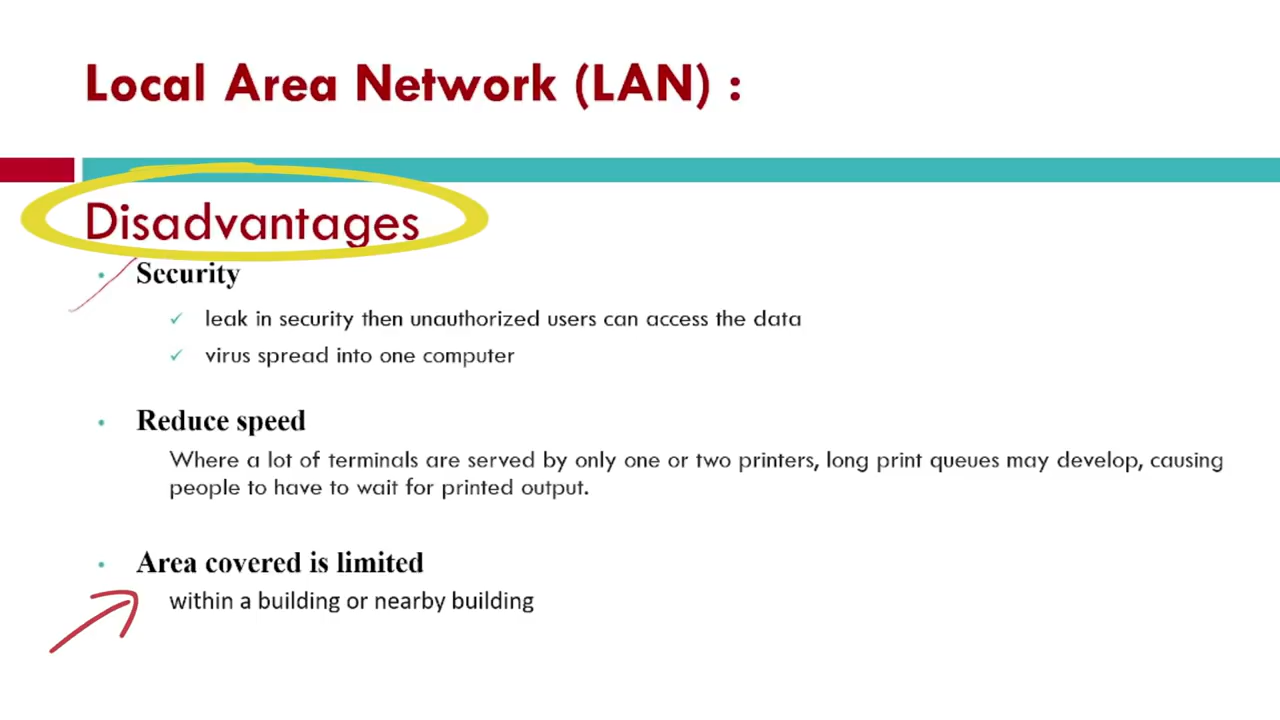 Local Area Network (LAN) :
Disadvantages
• Security
✓ leak in security then unauthorized users can access the data
✓ virus spread into one computer
• Reduce speed
Where a lot of terminals are served by only one or two printers, long print queues may develop, causing
people to have to wait for printed output.
• Area covered is limited
within a building or nearby building